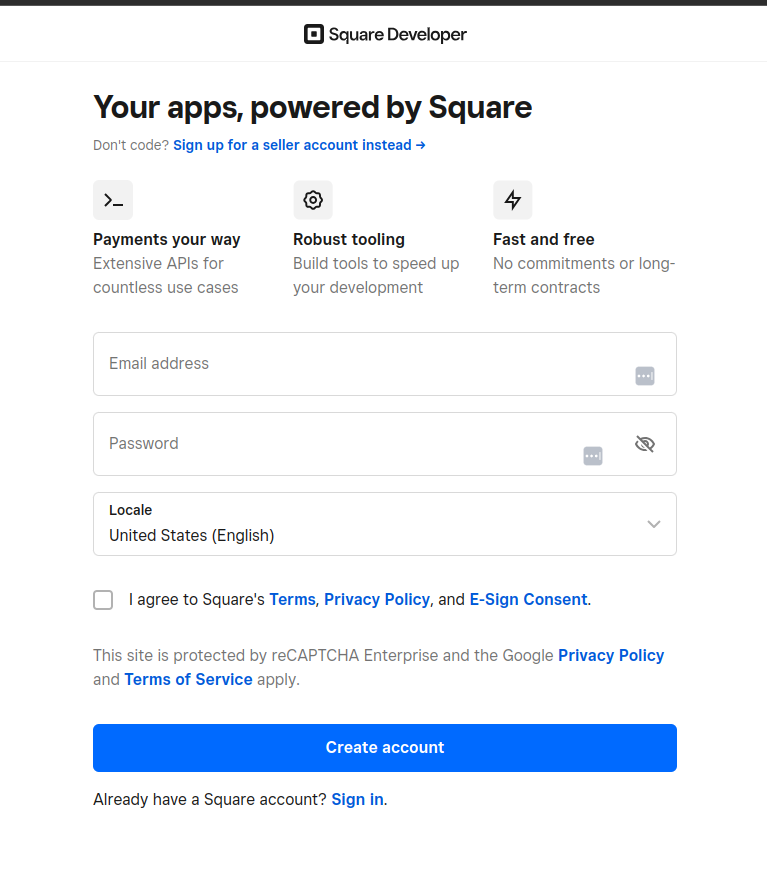 Square Developer
Your apps, powered by Square
Don't code? Sign up for a seller account instead →
Payments your way
Extensive APIs for
countless use cases
Robust tooling
Build tools to speed up
your development
Fast and free
No commitments or long-
term contracts
Email address
Password
Locale
United States (English)
I agree to Square's Terms, Privacy Policy, and E-Sign Consent.
This site is protected by reCAPTCHA Enterprise and the Google Privacy Policy
and Terms of Service apply.
Create account
Already have a Square account? Sign in.